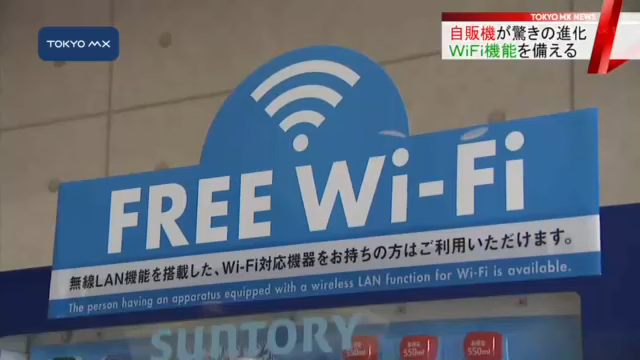 TOKYO MX
TOKYO MX NEWS
自販機が驚きの進化
WiFi機能を備える
FREE Wi-Fi
無線LAN機能を搭載した、Wi-Fi対応機器をお持ちの方はご利用いただけます。
The person having an apparatus equipped with a wireless LAN function for Wi-Fi is available.
SUNTORY
550ml
550ml
550ml